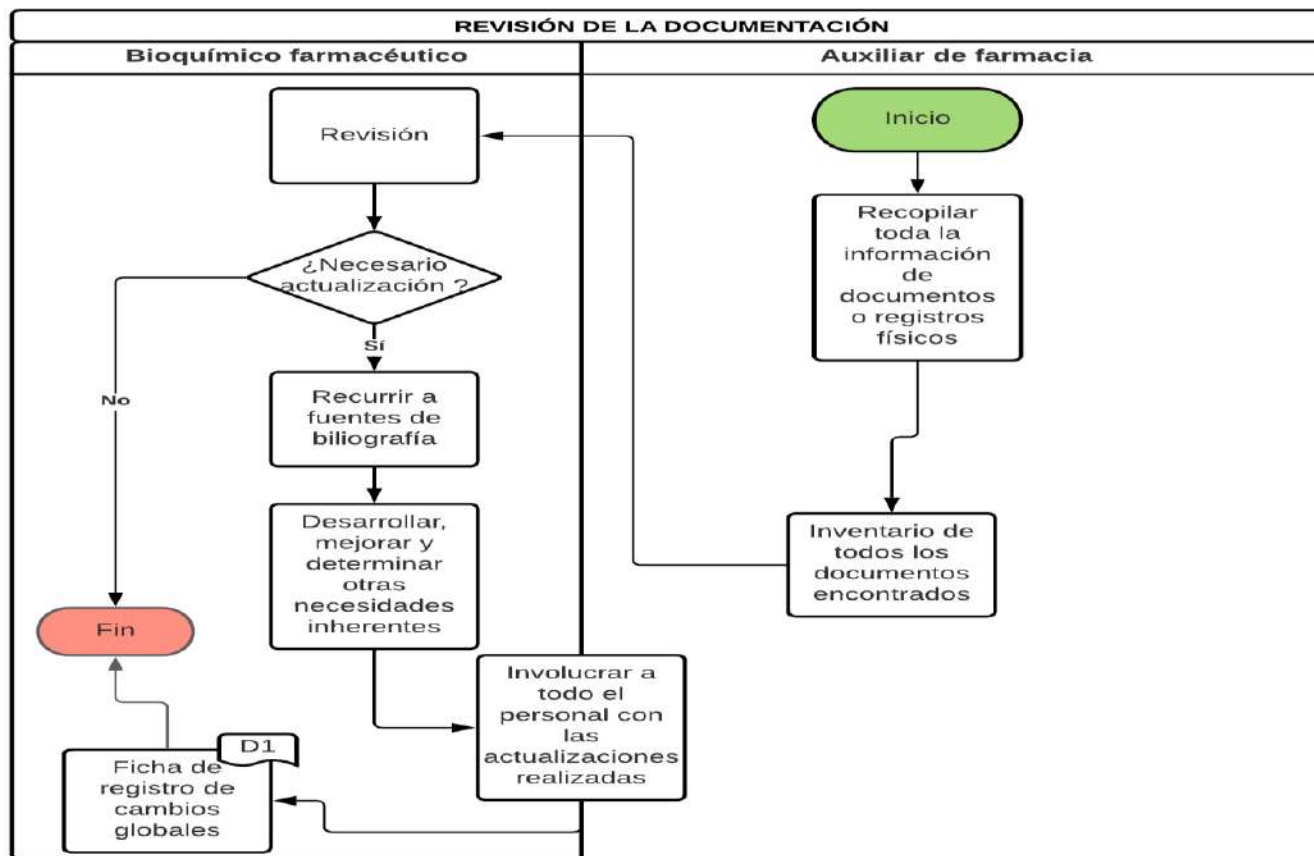 REVISIÓN DE LA DOCUMENTACIÓN
Bioquímico farmacéutico
Auxiliar de farmacia
Inicio
Recopilar
toda la
información
de
documentos
o registros
físicos
Inventario de
todos los
documentos
encontrados
Revisión
¿Necesario
actualización ?
Sí
No
Recurrir a
fuentes de
biliografía
Desarrollar,
mejorar y
determinar
otras
necesidades
inherentes
Involucrar a
todo el
personal con
las
actualizaciones
realizadas
D1
Ficha de
registro de
cambios
globales
Fin